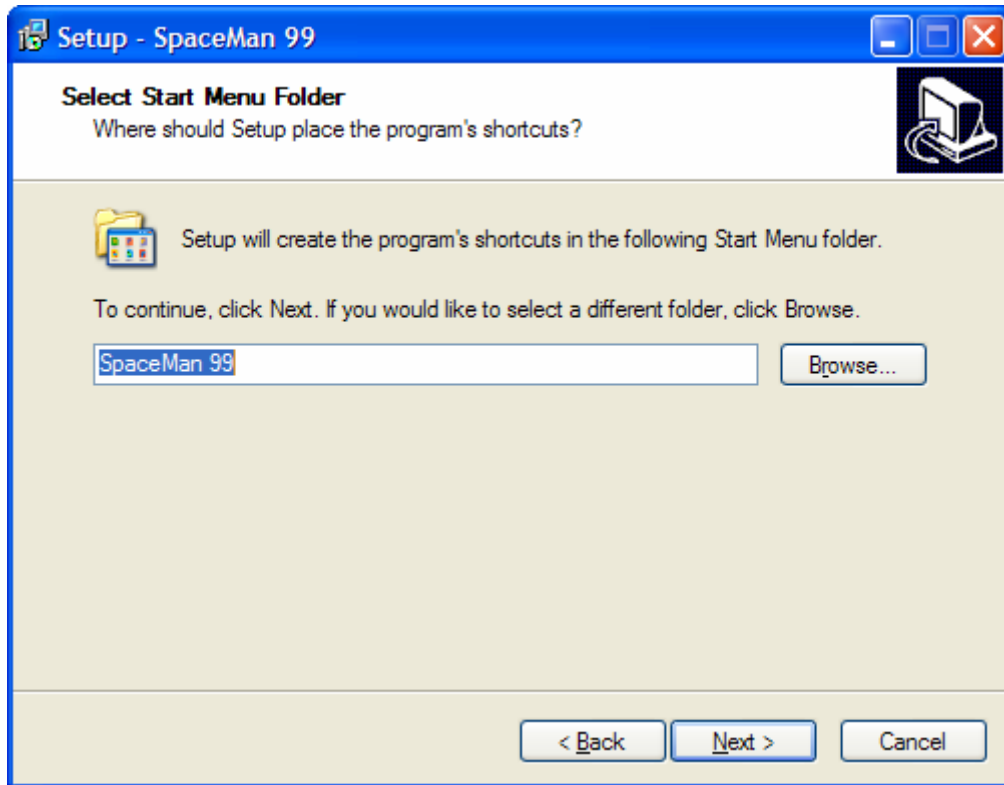 Setup - SpaceMan 99
Select Start Menu Folder
Where should Setup place the program's shortcuts?
Setup will create the program's shortcuts in the following Start Menu folder.
To continue, click Next. If you would like to select a different folder, click Browse.
SpaceMan 99
Browse...
< Back
Next >
Cancel